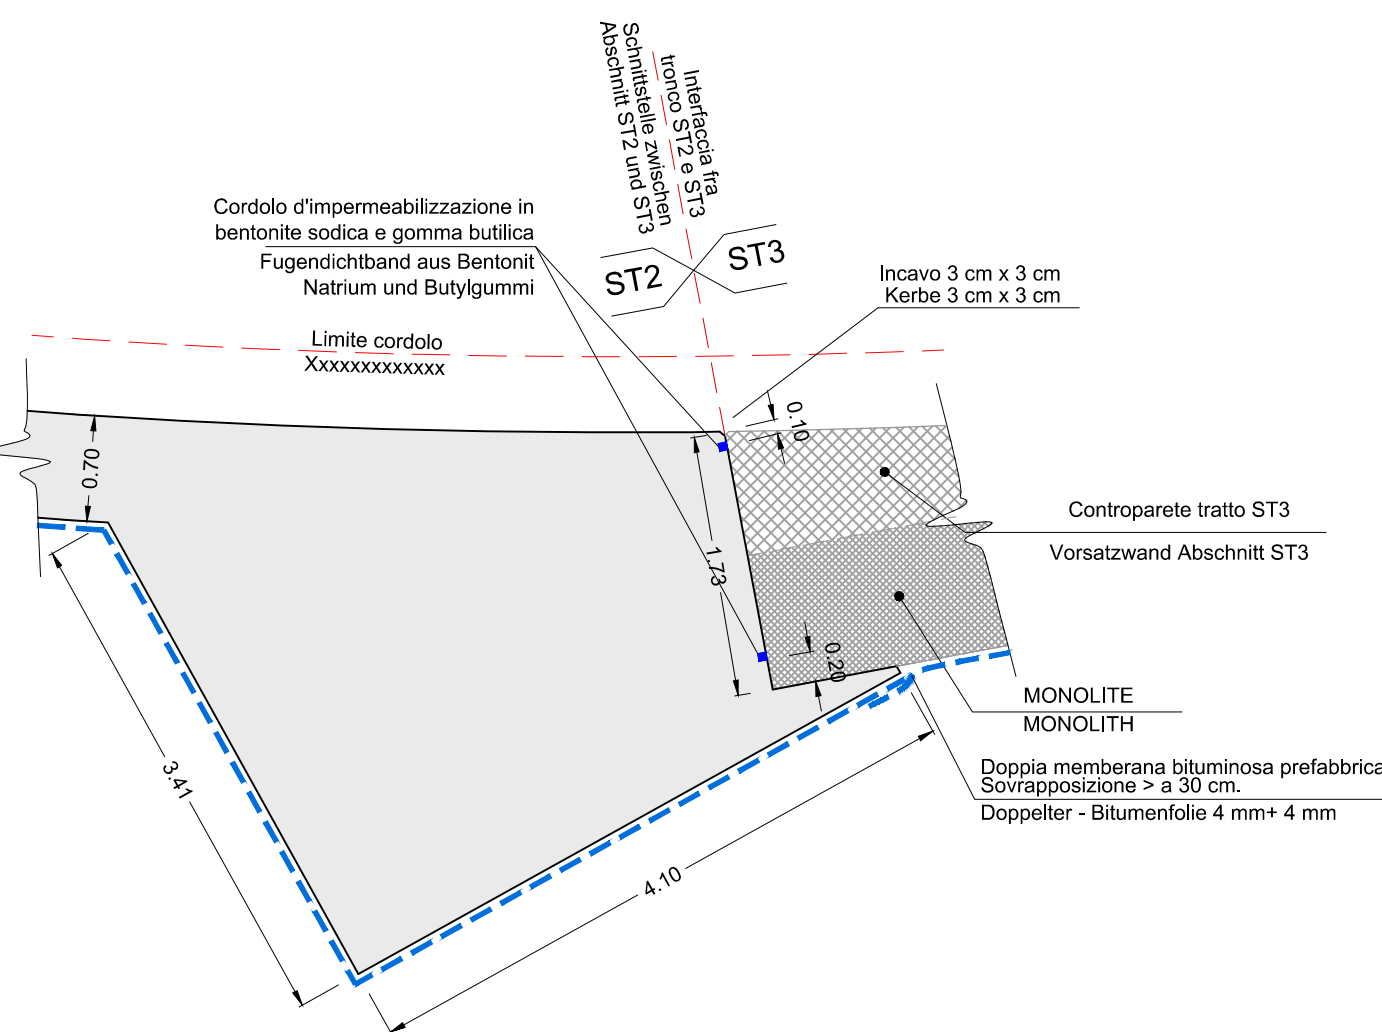 Interfaccia fra
tronco ST2 e ST3
Schnittstelle zwischen
Abschnitt ST2 und ST3
Cordolo d'impermeabilizzazione in
bentonite sodica e gomma butilica
Fugendichtband aus Bentonit
Natrium und Butylgummi
ST2
ST3
Incavo 3 cm x 3 cm
Kerbe 3 cm x 3 cm
Limite cordolo
Xxxxxxxxxxxxx
0.10
0.70
Controparete tratto ST3
Vorsatzwand Abschnitt ST3
1.73
0.20
MONOLITE
MONOLITH
Doppia memberana bituminosa prefabbrica
Sovrapposizione > a 30 cm.
Doppelter - Bitumenfolie 4 mm+ 4 mm
3.41
4.10